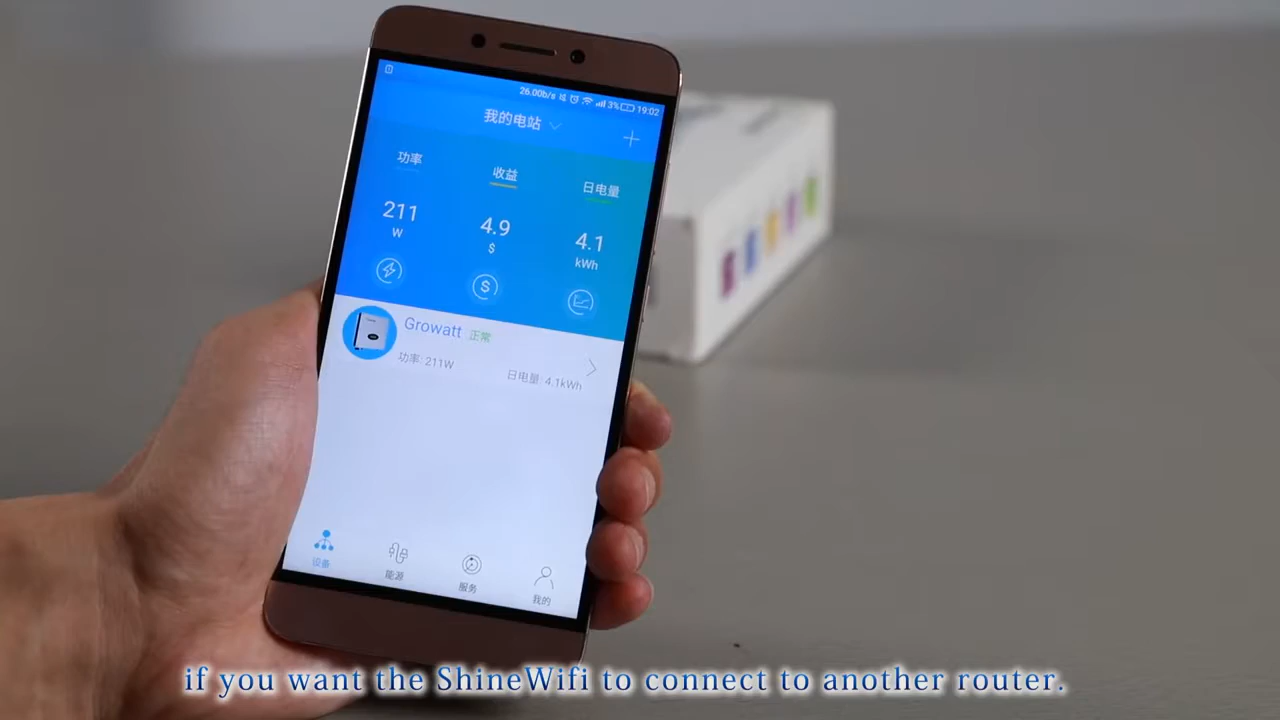 26.00b/s 3% 19:02
我的电站
功率 收益 日电量
211 4.9 4.1
W $ kWh
Growatt 正常
功率: 211W 日电量: 4.1kWh
设备 能源 服务 我的
if you want the ShineWifi to connect to another router.